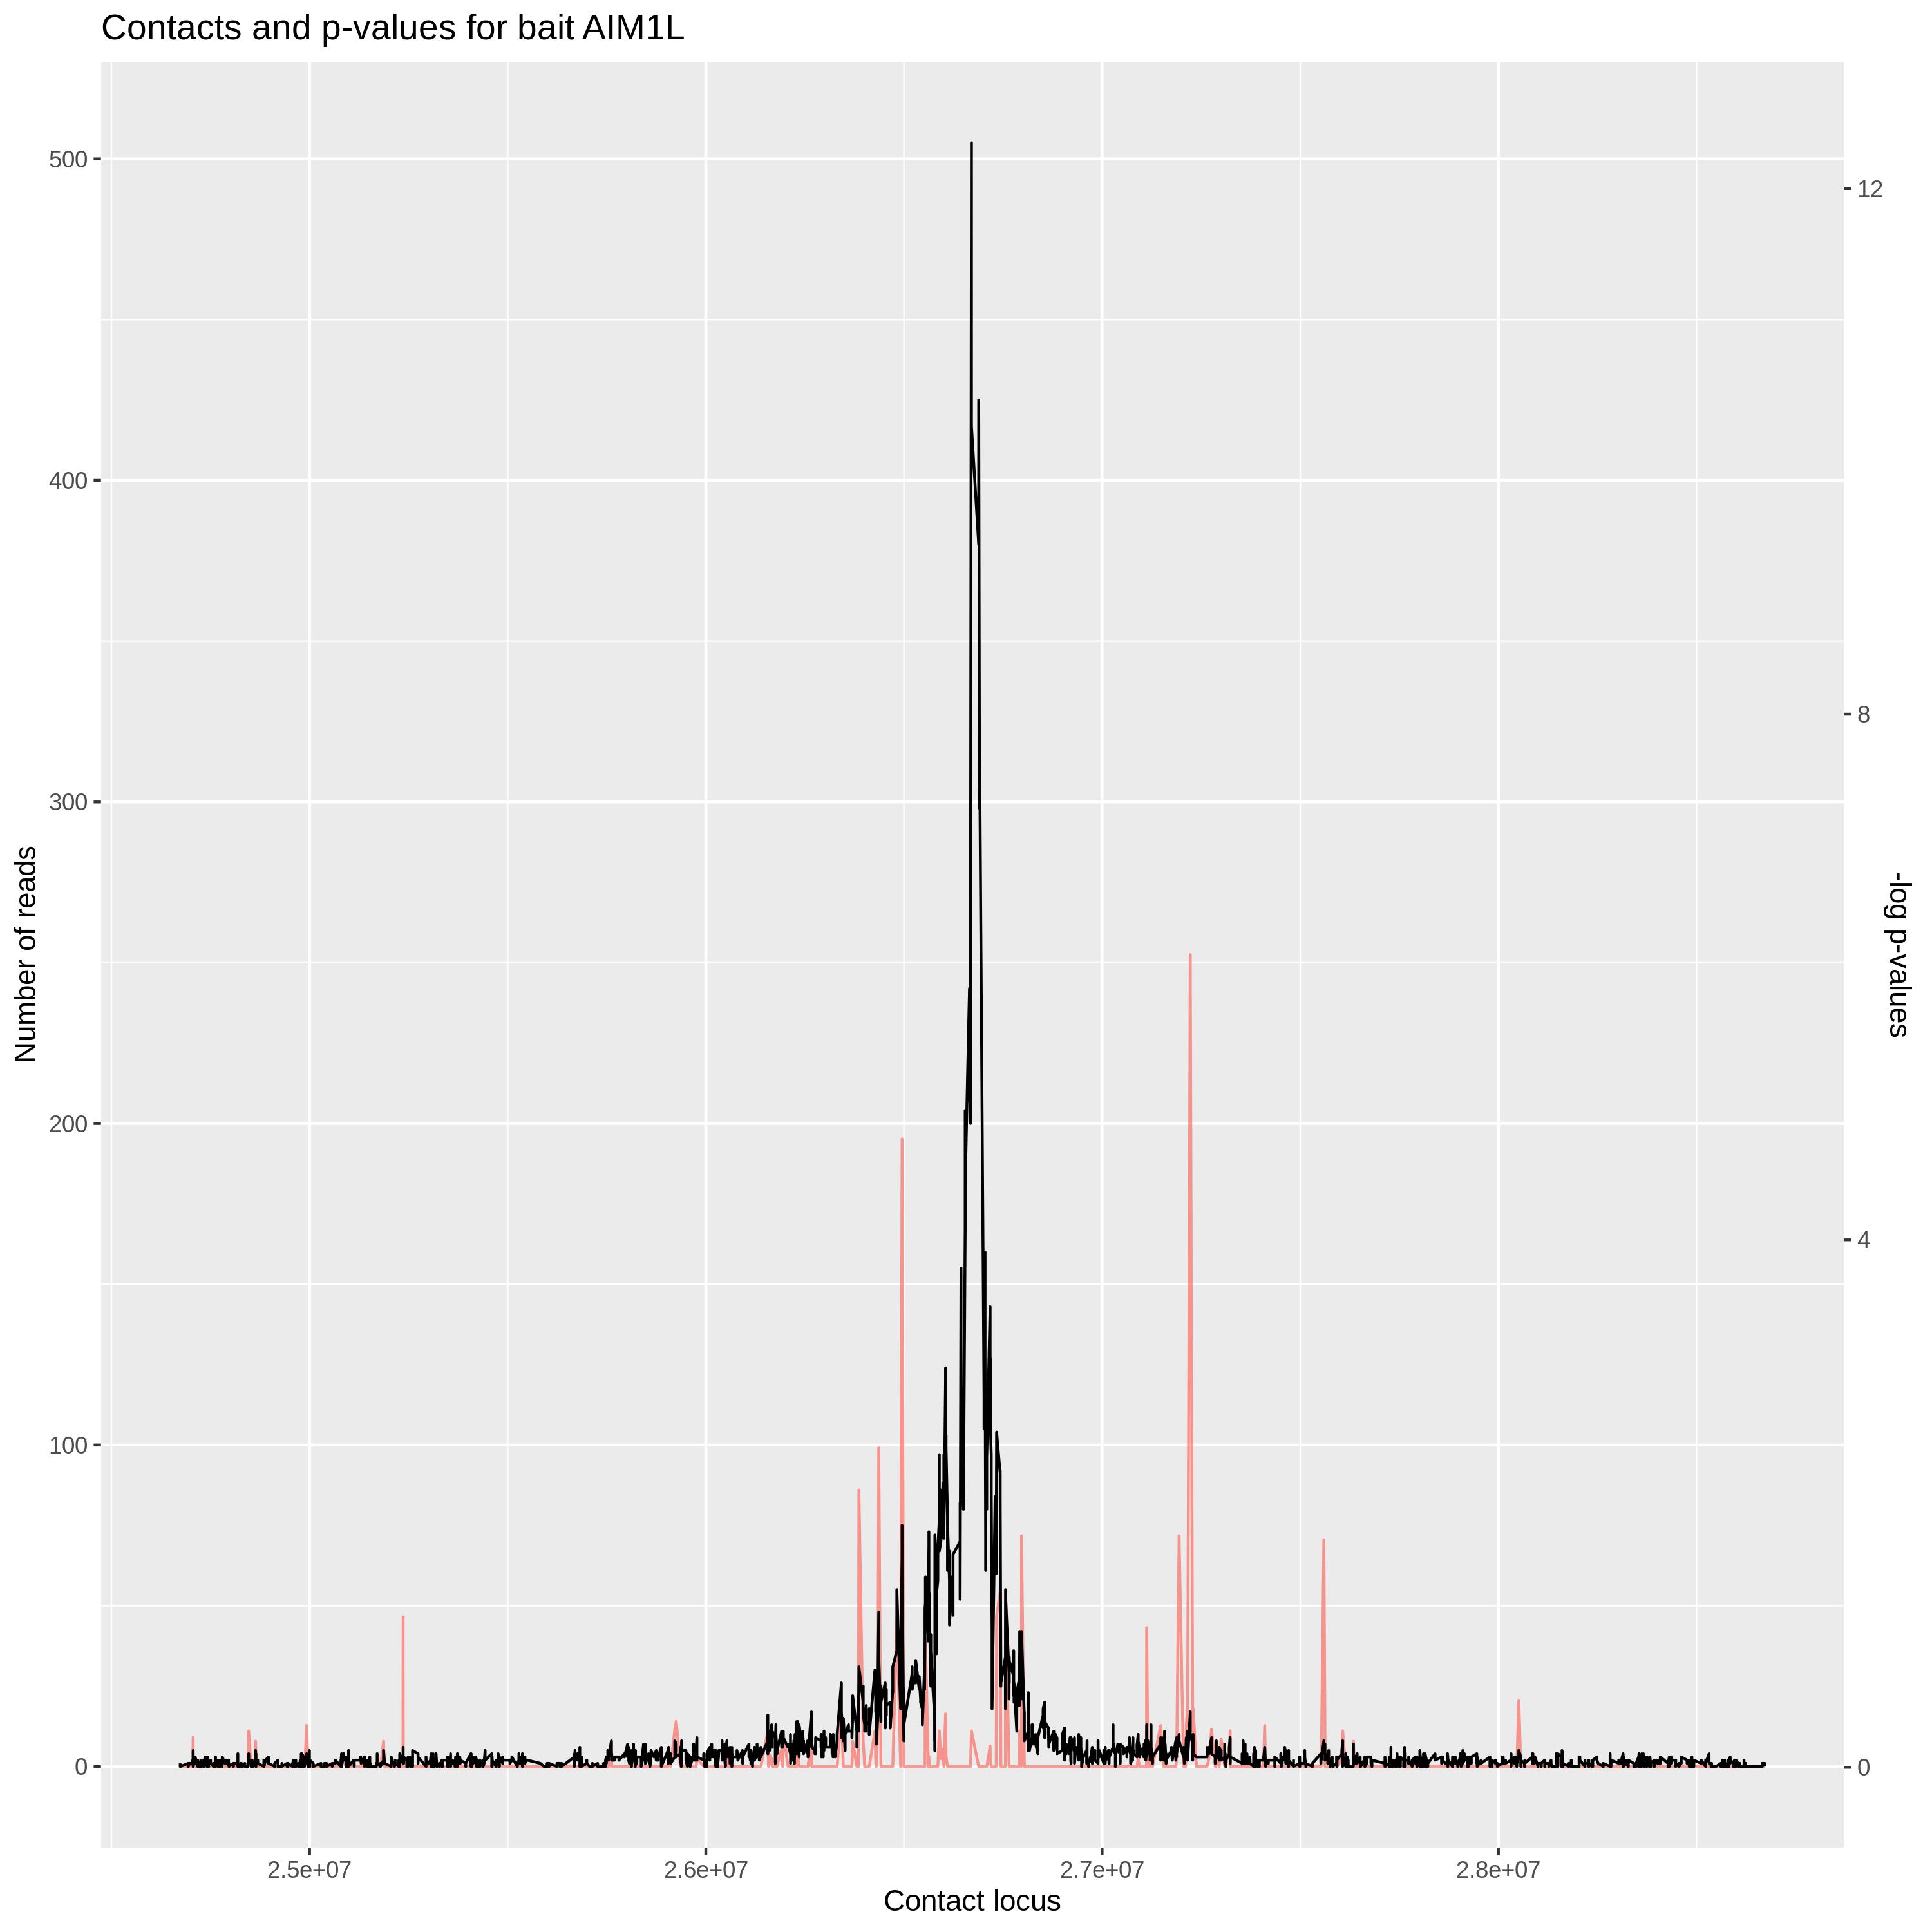 Contacts and p-values for bait AIM1L
500
400
300
200
100
0
Number of reads
12
8
4
0
-log p-values
2.5e+07
2.6e+07
2.7e+07
2.8e+07
Contact locus